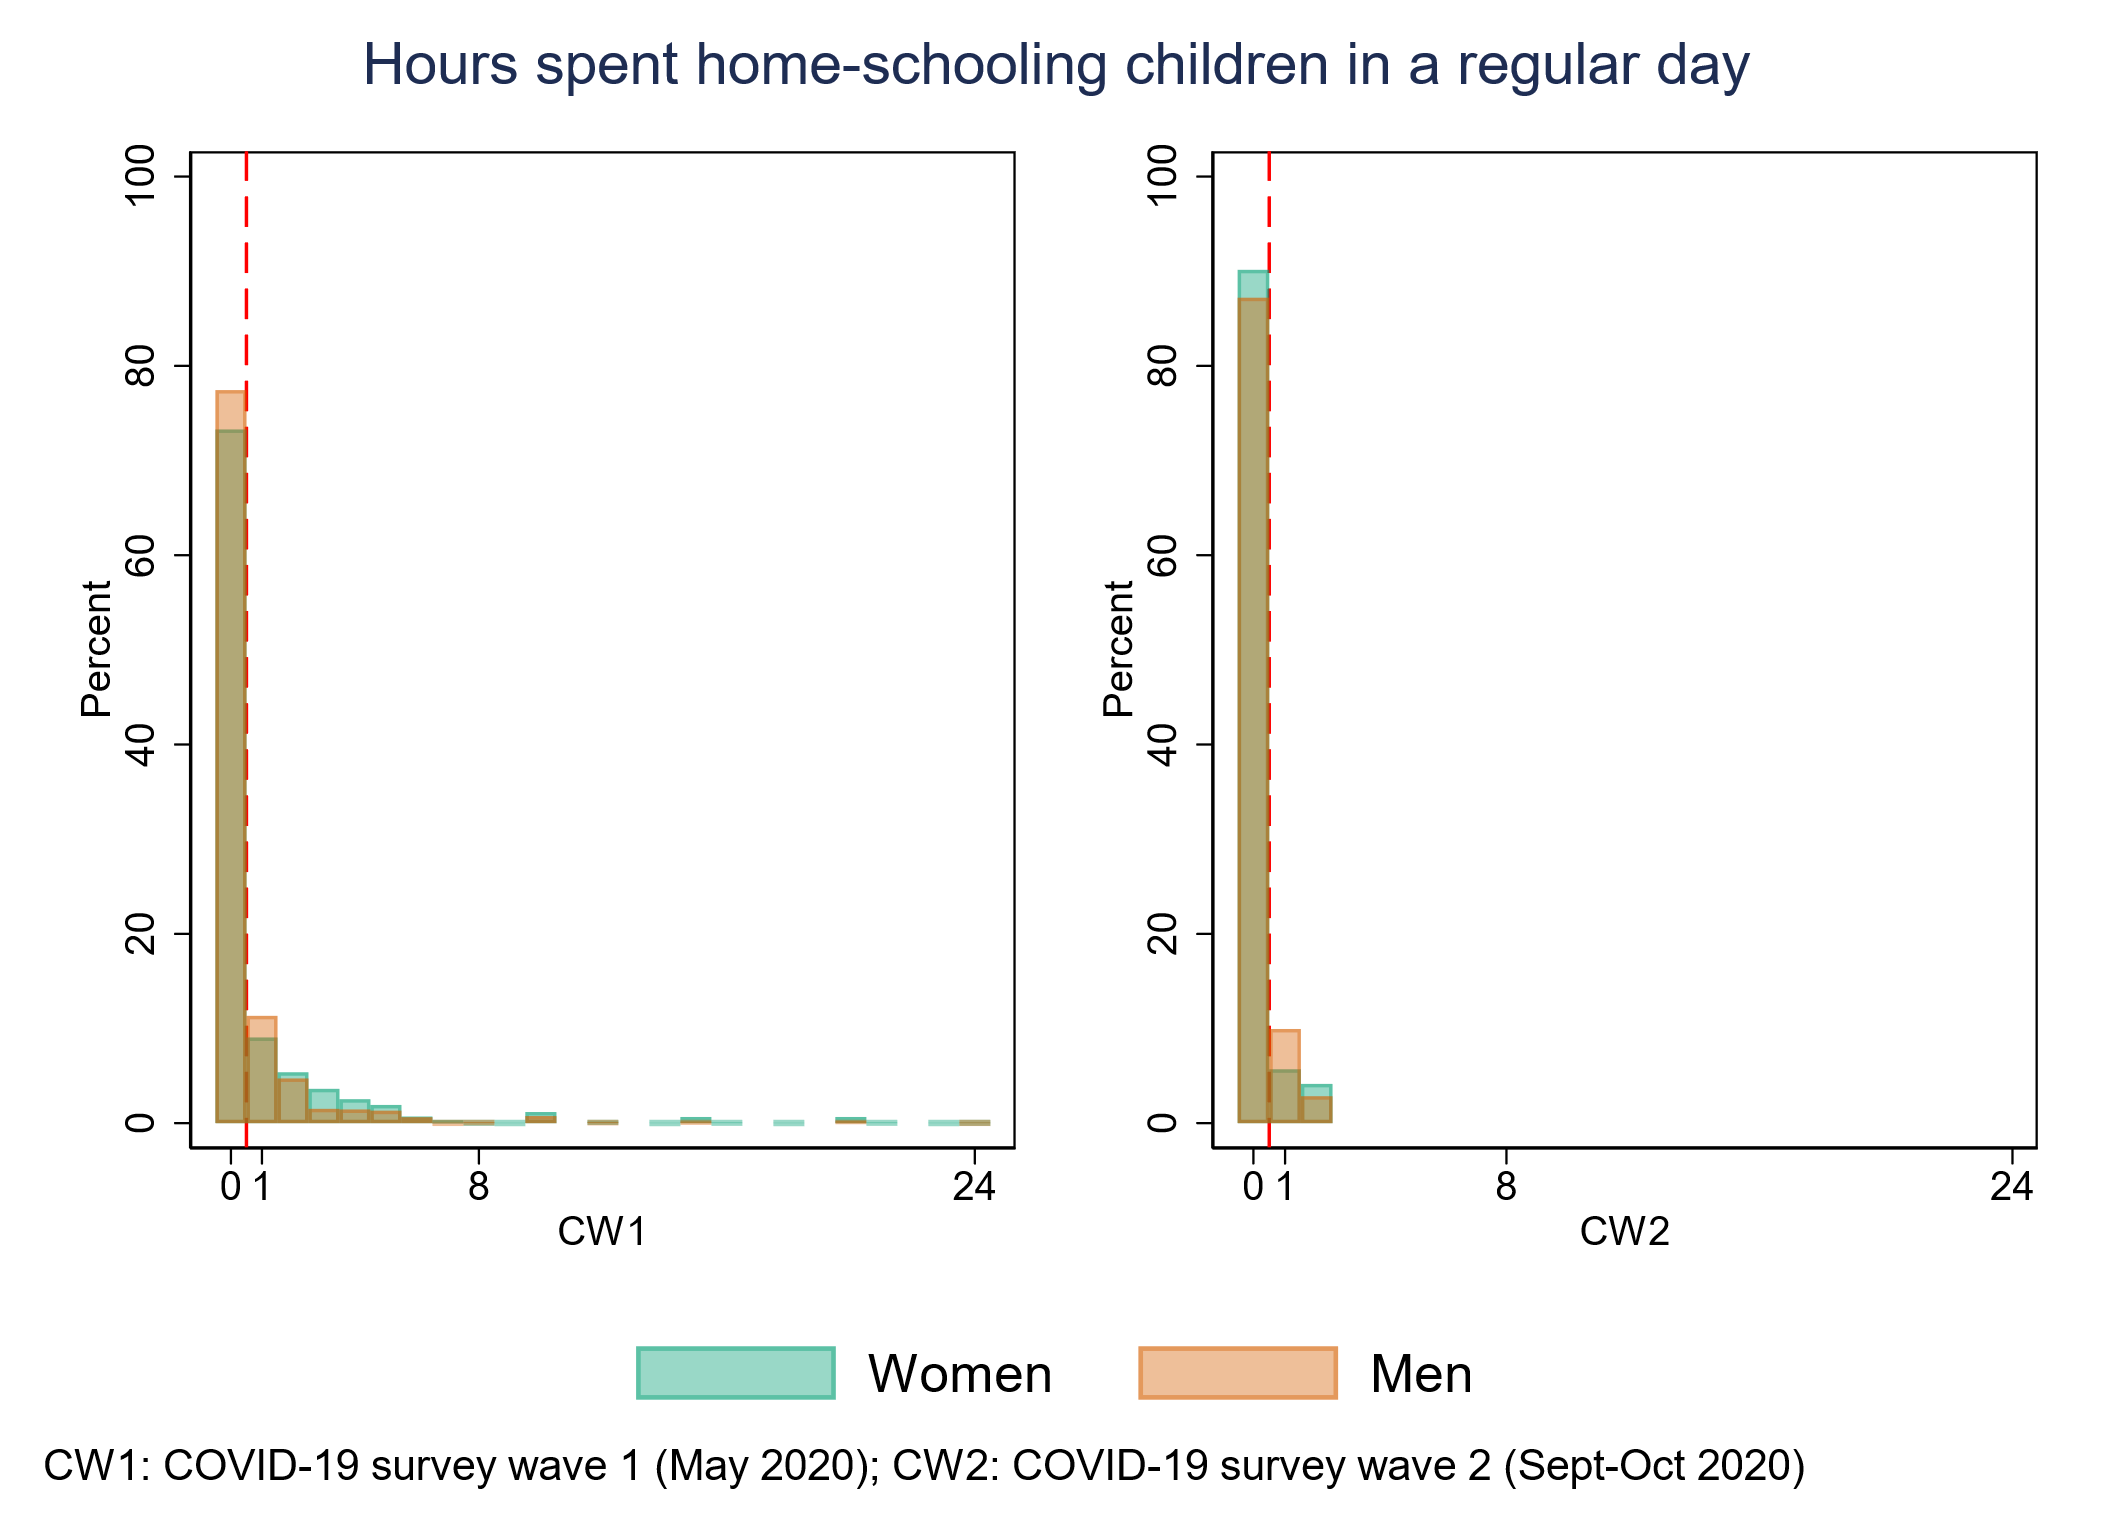 Hours spent home-schooling children in a regular day
Percent
100
80
60
40
20
0
0 1 8 24
CW1
Percent
100
80
60
40
20
0
0 1 8 24
CW2
Women Men
CW1: COVID-19 survey wave 1 (May 2020); CW2: COVID-19 survey wave 2 (Sept-Oct 2020)